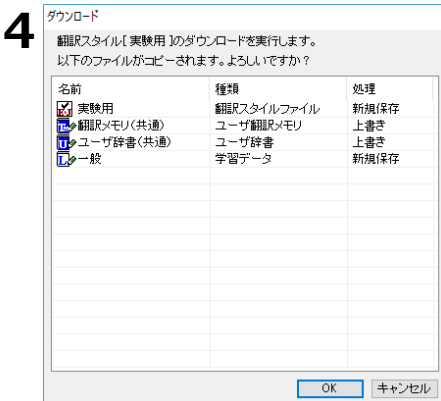 4
ダウンロード
翻訳スタイル[ 実験用 ]のダウンロードを実行します。
以下のファイルがコピーされます。よろしいですか？
名前 種類 処理
実験用 翻訳スタイルファイル 新規保存
翻訳メモリ(共通) ユーザ翻訳メモリ 上書き
ユーザ辞書(共通) ユーザ辞書 上書き
一般 学習データ 新規保存
OK キャンセル